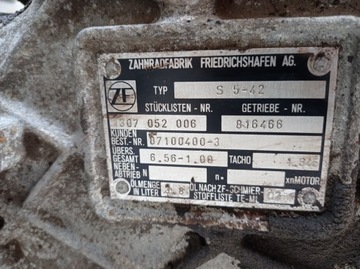 ZAHNRADFABRIK FRIEDRICHSHAFEN AG.
ZF
TYP S 5-42
STÜCKLISTEN - NR. GETRIEBE - NR.
1307 052 006 816466
KUNDEN
BEST.-NR. 87100400-3
ÜBERS.
GESAMT 6.56-1.00 TACHO
NEBEN-
ABTRIEB N n= xnMOTOR
ÖLMENGE
IN LITER ÖL NACH ZF-SCHMIER-
STOFFLISTE TE-ML